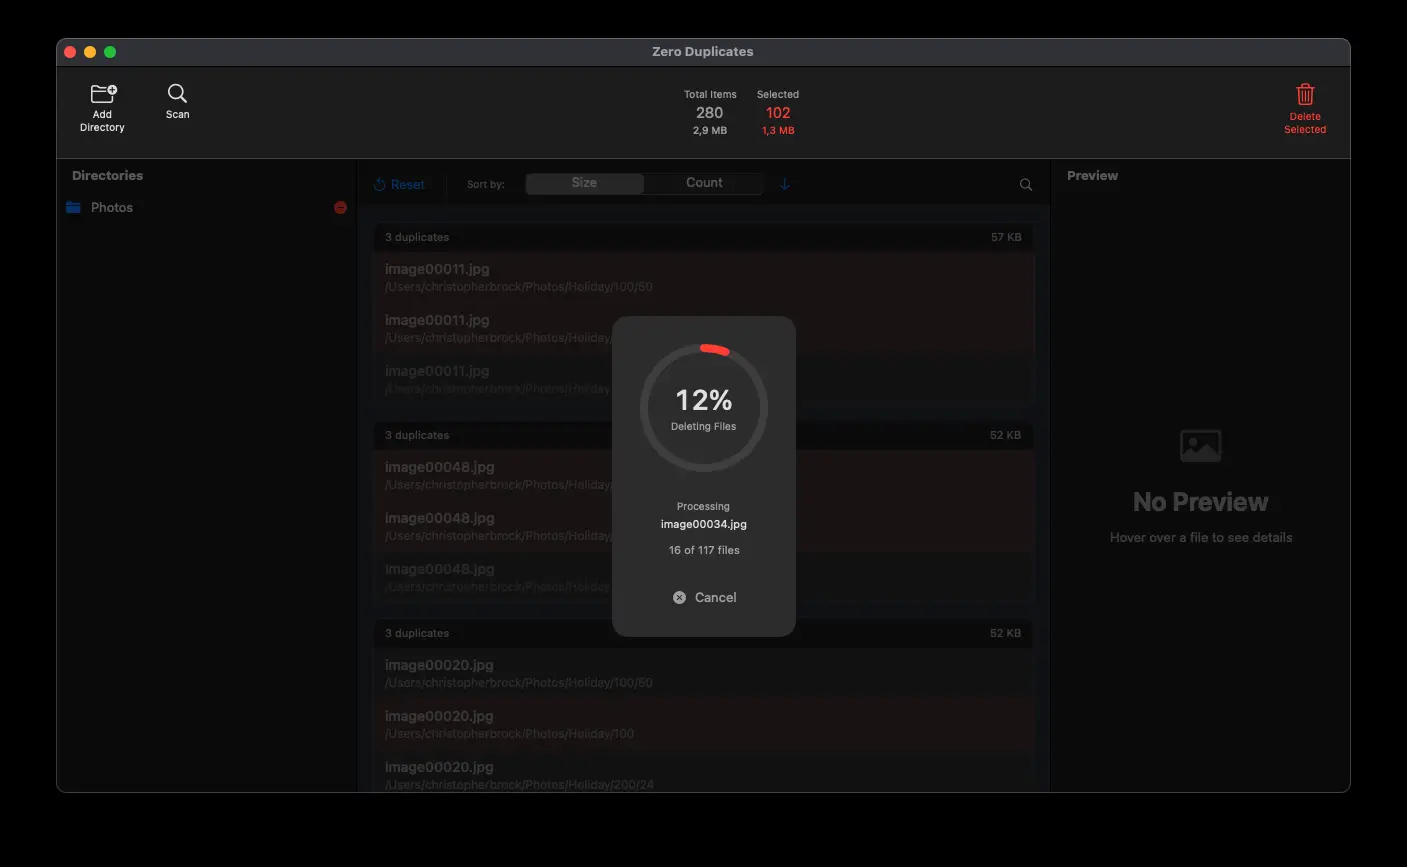 Zero Duplicates
Add
Directory
Scan
Total Items
280
2,9 MB
Selected
102
1,3 MB
Delete
Selected
Directories
Photos
Reset
Sort by:
Size
Count
Preview
3 duplicates
57 KB
image00011.jpg
/Users/christopherbrock/Photos/Holiday/100/50
image00011.jpg
/Users/christopherbrock/Photos/Holiday/
image00011.jpg
/Users/christopherbrock/Photos/Holiday
3 duplicates
52 KB
image00048.jpg
/Users/christopherbrock/Photos/Holiday/
image00048.jpg
/Users/christopherbrock/Photos/Holiday/
image00048.jpg
/Users/christopherbrock/Photos/Holiday
3 duplicates
52 KB
image00020.jpg
/Users/christopherbrock/Photos/Holiday/100/50
image00020.jpg
/Users/christopherbrock/Photos/Holiday/100
image00020.jpg
/Users/christopherbrock/Photos/Holiday/200/24
12%
Deleting Files
Processing
image00034.jpg
16 of 117 files
Cancel
No Preview
Hover over a file to see details